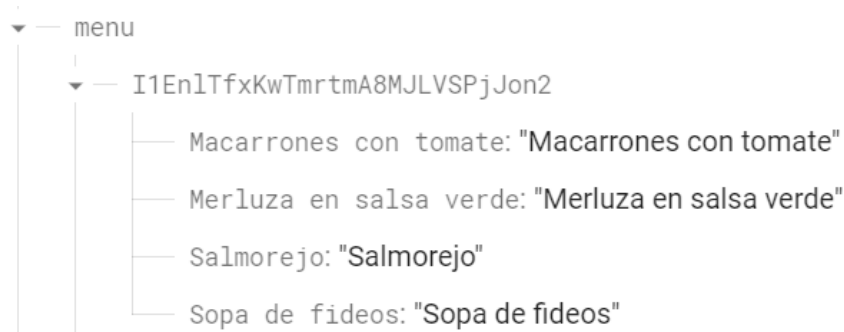 menu
I1EnlTfxKwTmrtmA8MJLVSPjJon2
Macarrones con tomate: "Macarrones con tomate"
Merluza en salsa verde: "Merluza en salsa verde"
Salmorejo: "Salmorejo"
Sopa de fideos: "Sopa de fideos"